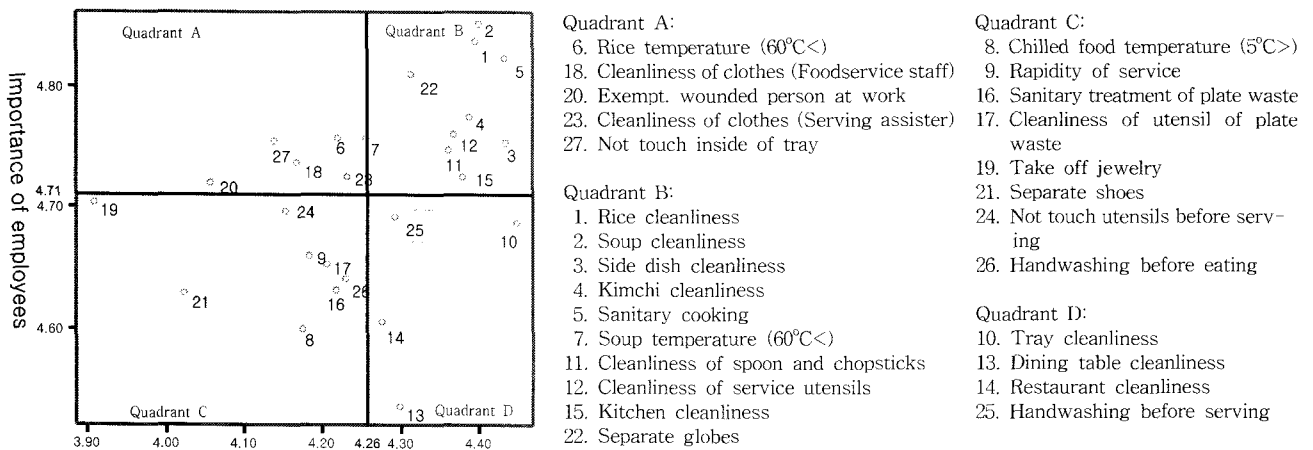 Quadrant A
Quadrant B
2
1
5
22
4
12
11
3
15
6
7
27
18
23
20
19
24
25
10
9
17
26
16
21
8
14
13
Quadrant C
Quadrant D
Importance of employees
4.80
4.71
4.70
4.60
3.90 4.00 4.10 4.20 4.26 4.30 4.40
Quadrant A:
6. Rice temperature (60°C<)
18. Cleanliness of clothes (Foodservice staff)
20. Exempt. wounded person at work
23. Cleanliness of clothes (Serving assister)
27. Not touch inside of tray
Quadrant B:
1. Rice cleanliness
2. Soup cleanliness
3. Side dish cleanliness
4. Kimchi cleanliness
5. Sanitary cooking
7. Soup temperature (60°C<)
11. Cleanliness of spoon and chopsticks
12. Cleanliness of service utensils
15. Kitchen cleanliness
22. Separate globes
Quadrant C:
8. Chilled food temperature (5°C>)
9. Rapidity of service
16. Sanitary treatment of plate waste
17. Cleanliness of utensil of plate
waste
19. Take off jewelry
21. Separate shoes
24. Not touch utensils before serv-
ing
26. Handwashing before eating
Quadrant D:
10. Tray cleanliness
13. Dining table cleanliness
14. Restaurant cleanliness
25. Handwashing before serving